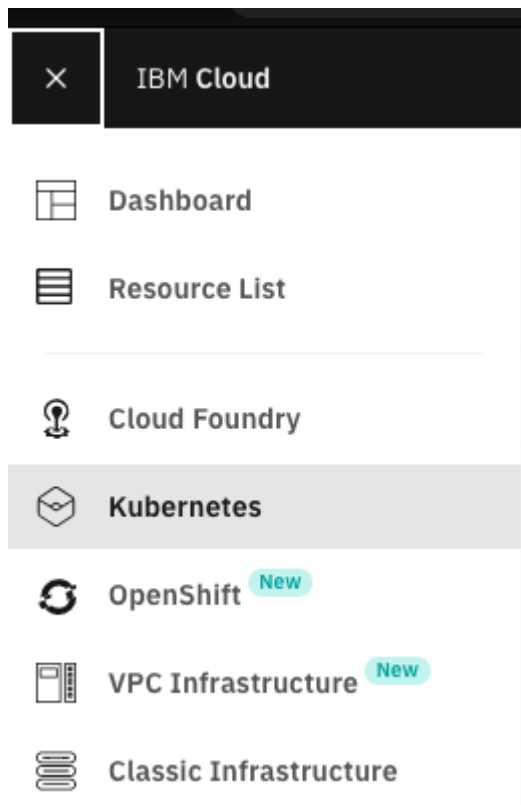 IBM Cloud
Dashboard
Resource List
Cloud Foundry
Kubernetes
OpenShift New
VPC Infrastructure New
Classic Infrastructure